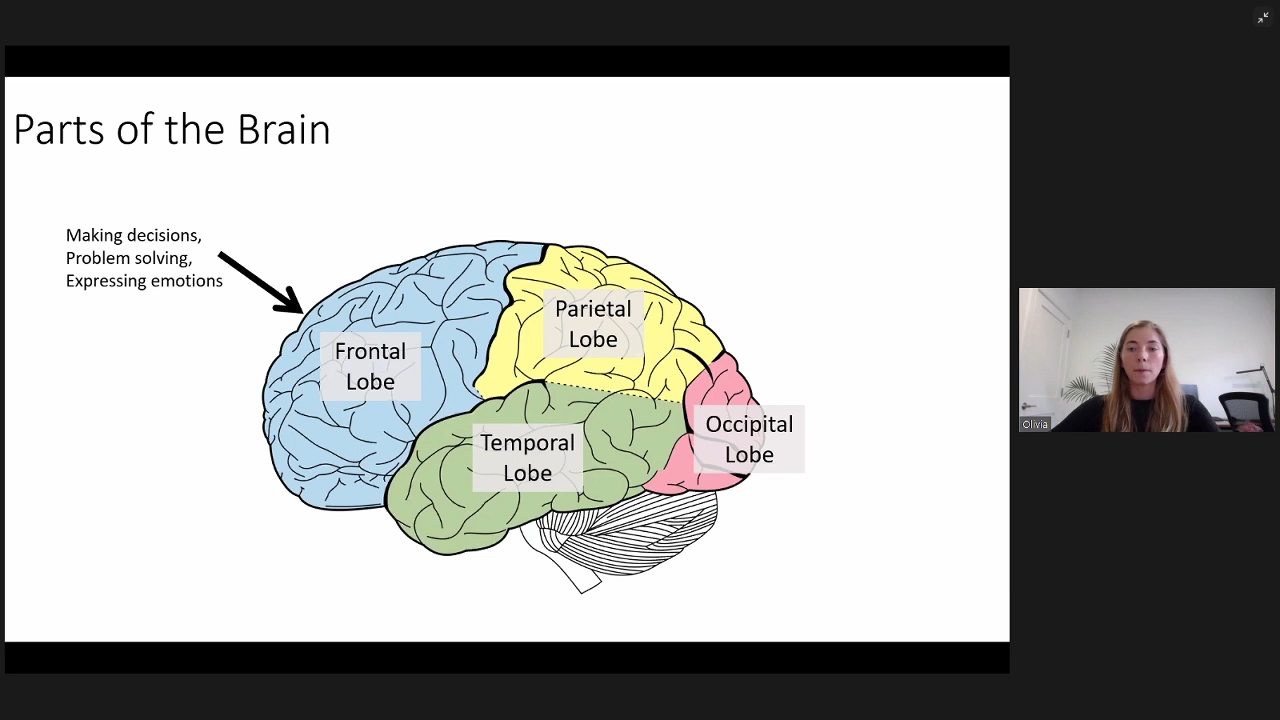 Parts of the Brain
Making decisions,
Problem solving,
Expressing emotions
Parietal
Lobe
Frontal
Lobe
Temporal
Lobe
Occipital
Lobe
Olivia